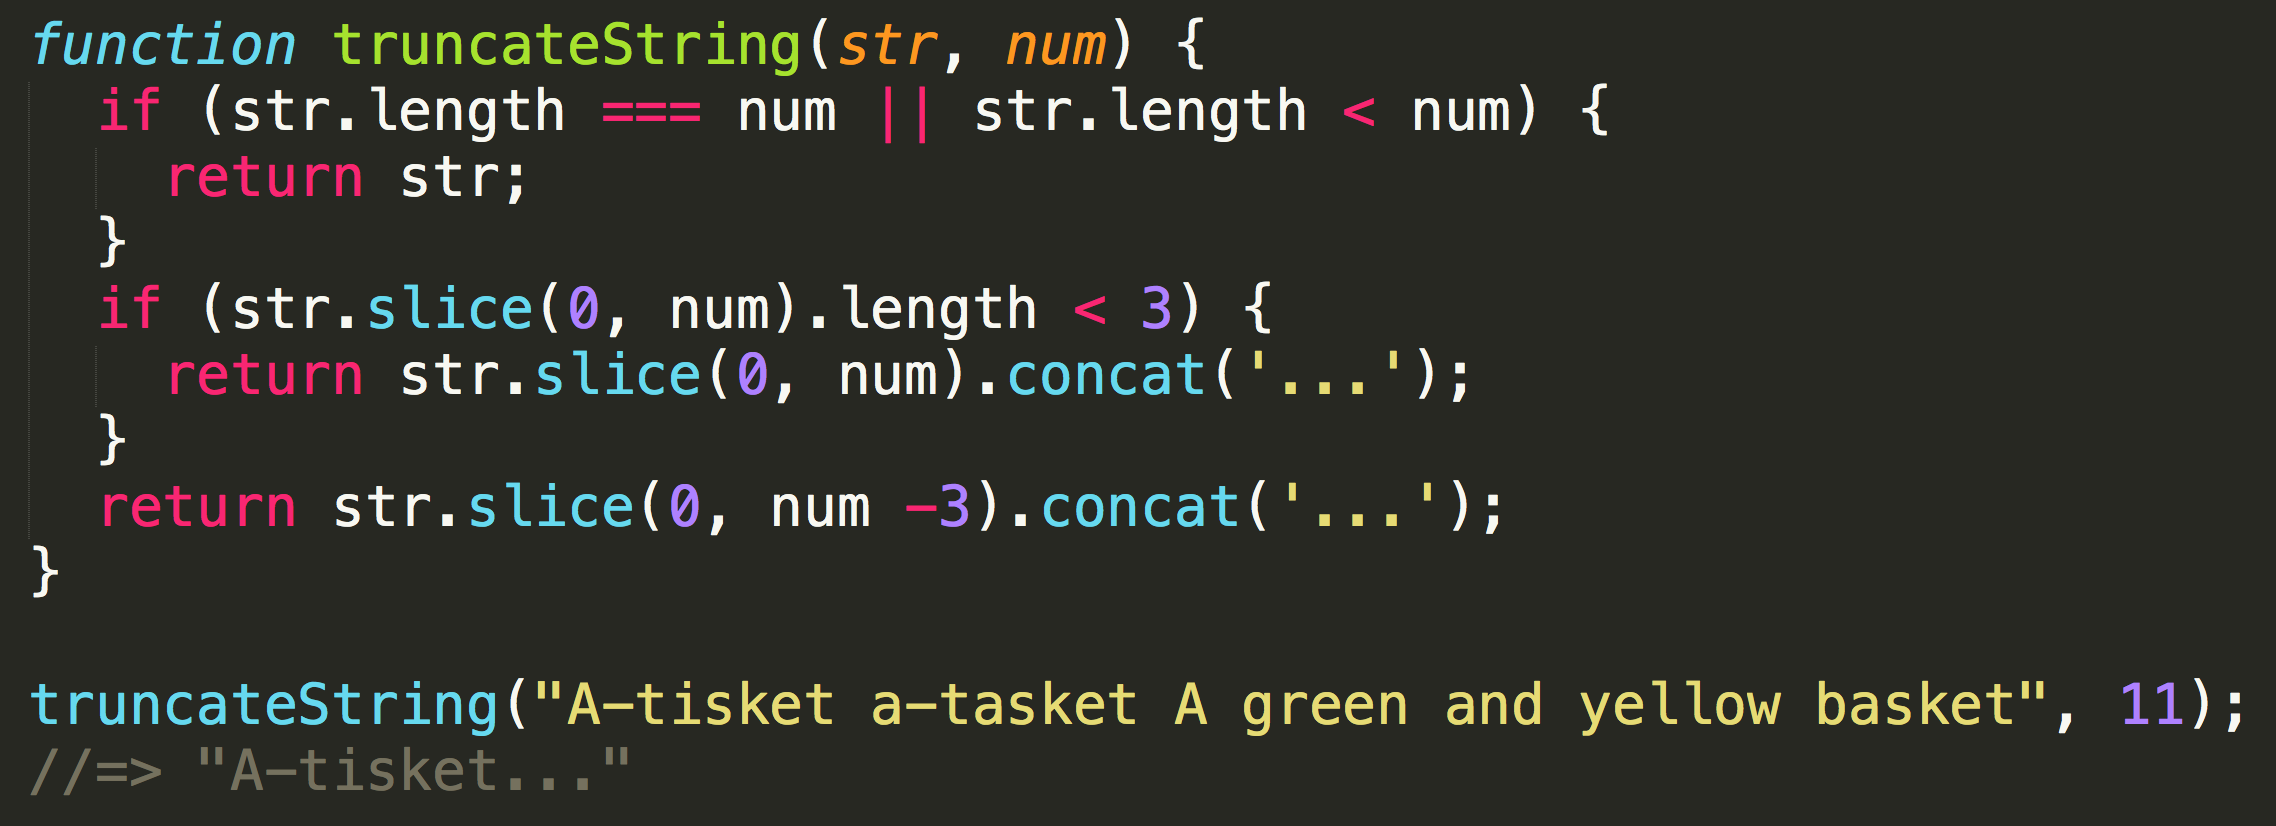 function truncateString(str, num) {
  if (str.length === num || str.length < num) {
    return str;
  }
  if (str.slice(0, num).length < 3) {
    return str.slice(0, num).concat('...');
  }
  return str.slice(0, num -3).concat('...');
}

truncateString("A-tisket a-tasket A green and yellow basket", 11);
//=> "A-tisket..."